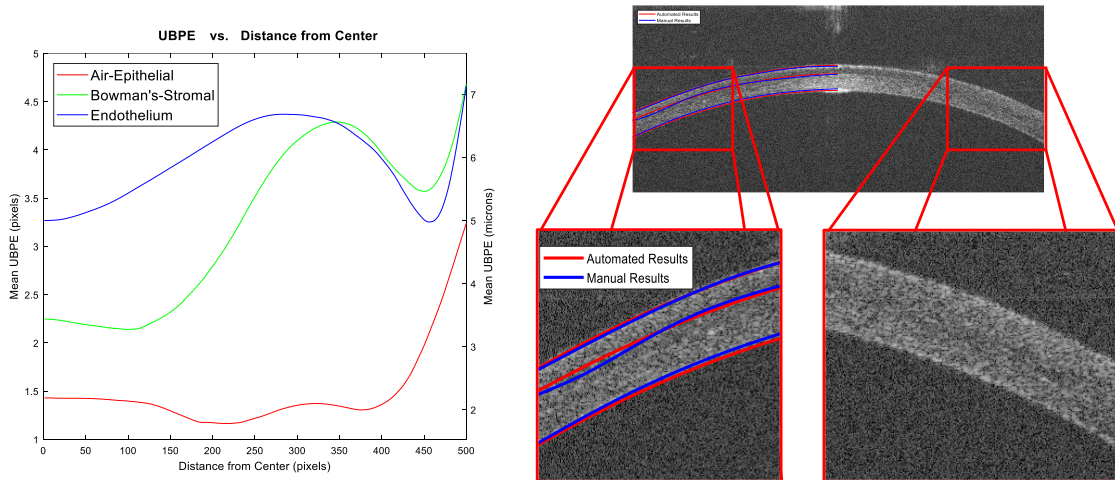 UBPE vs. Distance from Center
Air-Epithelial
Bowman's-Stromal
Endothelium
Mean UBPE (pixels)
5
4.5
4
3.5
3
2.5
2
1.5
1
7
6
5
4
3
2
Mean UBPE (microns)
0 50 100 150 200 250 300 350 400 450 500
Distance from Center (pixels)
Automated Results
Manual Results
Automated Results
Manual Results